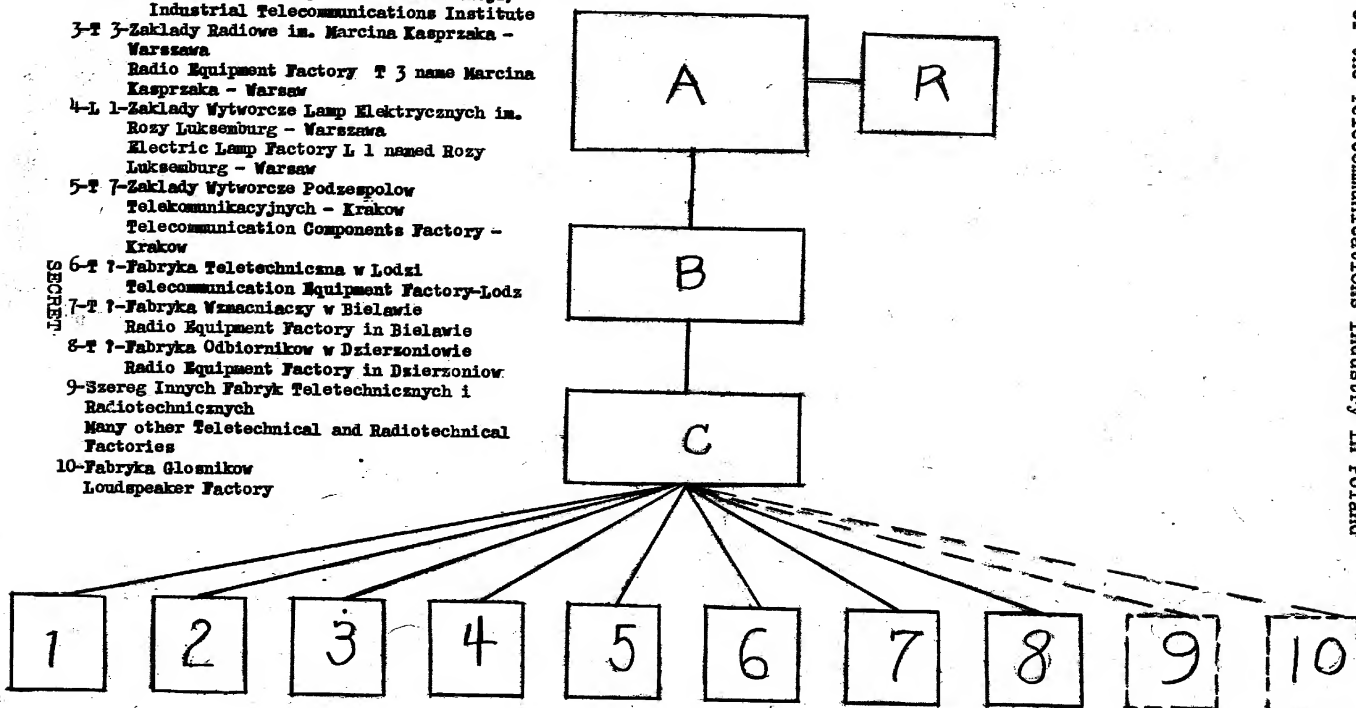 Industrial Telecommunications Institute
3-T 3-Zaklady Radiowe im. Marcina Kasprzaka -
Warszawa
Radio Equipment Factory T 3 name Marcina
Kasprzaka - Warsaw
4-L 1-Zaklady Wytworcze Lamp Elektrycznych im.
Rozy Luksemburg - Warszawa
Electric Lamp Factory L 1 named Rozy
Luksemburg - Warsaw
5-T 7-Zaklady Wytworcze Podzespolow
Telekomunikacyjnych - Krakow
Telecommunication Components Factory -
Krakow
6-T ?-Fabryka Teletechniczna w Lodzi
Telecommunication Equipment Factory-Lodz
7-T ?-Fabryka Wzmacniaczy w Bielawie
Radio Equipment Factory in Bielawie
8-T ?-Fabryka Odbiornikow w Dzierzoniowie
Radio Equipment Factory in Dzierzoniow
9-Szereg Innych Fabryk Teletechnicznych i
Radiotechnicznych
Many other Teletechnical and Radiotechnical
Factories
10-Fabryka Glosnikow
Loudspeaker Factory
SECRET
A
R
B
C
1
2
3
4
5
6
7
8
9
10
Telecommunications Industry in Poland